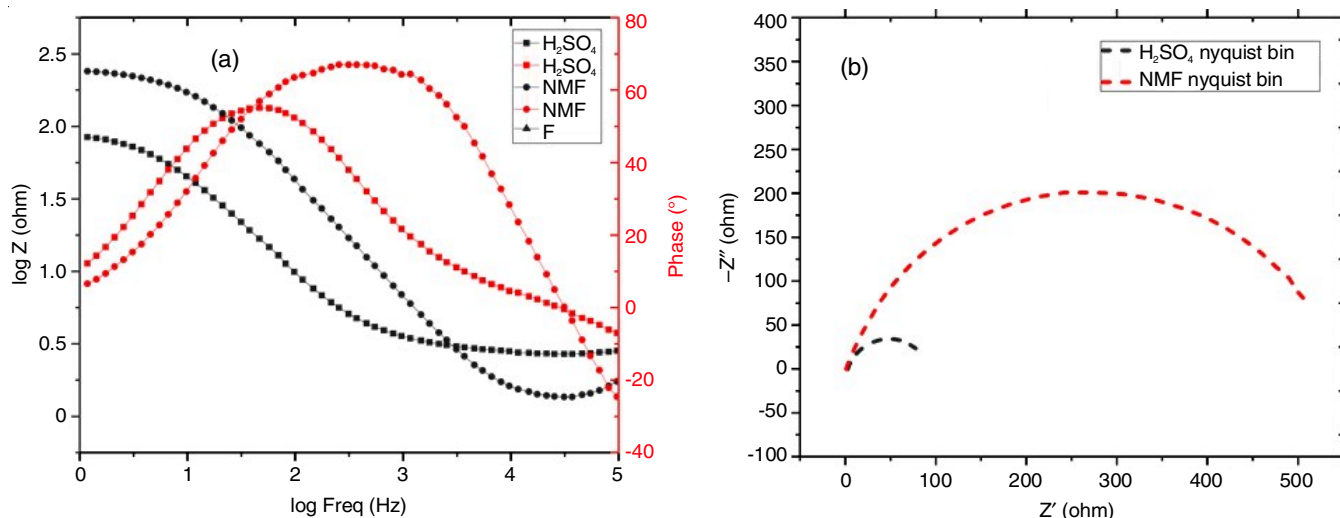 (a)
H₂SO₄
H₂SO₄
NMF
NMF
F
2.5
2.0
1.5
1.0
0.5
0
log Z (ohm)
0 1 2 3 4 5
log Freq (Hz)
80
60
40
20
0
-20
-40
Phase (°)
(b)
H₂SO₄ nyquist bin
NMF nyquist bin
400
350
300
250
200
150
100
50
0
-50
-100
–Z″ (ohm)
0 100 200 300 400 500
Z′ (ohm)